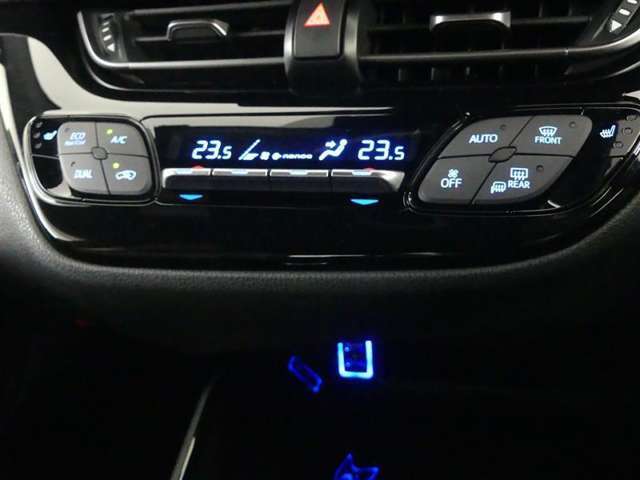 23.5 nanoe 23.5
ECO A/C
DUAL
AUTO FRONT
OFF REAR